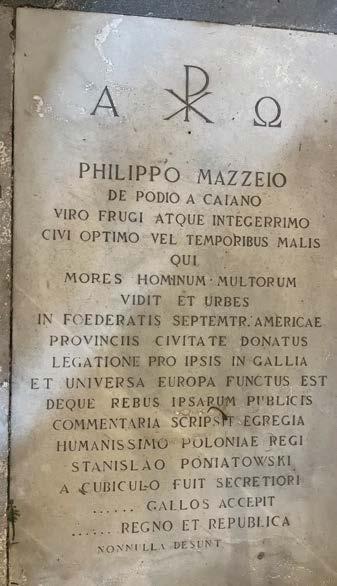 Α ☧ Ω
PHILIPPO MAZZEIO
DE PODIO A CAIANO
VIRO FRUGI ATQUE INTEGERRIMO
CIVI OPTIMO VEL TEMPORIBUS MALIS
QUI
MORES HOMINUM MULTORUM
VIDIT ET URBES
IN FOEDERATIS SEPTEMTR. AMERICAE
PROVINCIIS CIVITATE DONATUS
LEGATIONE PRO IPSIS IN GALLIA
ET UNIVERSA EUROPA FUNCTUS EST
DEQUE REBUS IPSARUM PUBLICIS
COMMENTARIA SCRIPSIT EGREGIA
HUMANISSIMO POLONIAE REGI
STANISLAO PONIATOWSKI
A CUBICULO FUIT SECRETIORI
...... GALLOS ACCEPIT
...... REGNO ET REPUBLICA
NONNULLA DESUNT